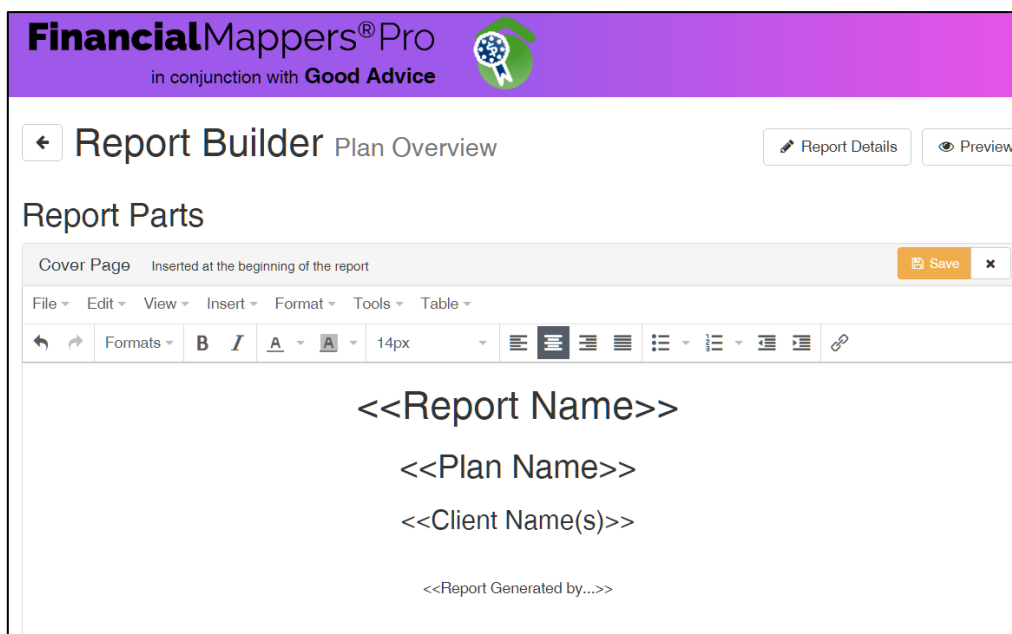 FinancialMappers®Pro
in conjunction with Good Advice
Report Builder Plan Overview
Report Details
Preview
Report Parts
Cover Page Inserted at the beginning of the report
Save
File Edit View Insert Format Tools Table
Formats B I A A 14px
<<Report Name>>
<<Plan Name>>
<<Client Name(s)>>
<<Report Generated by...>>